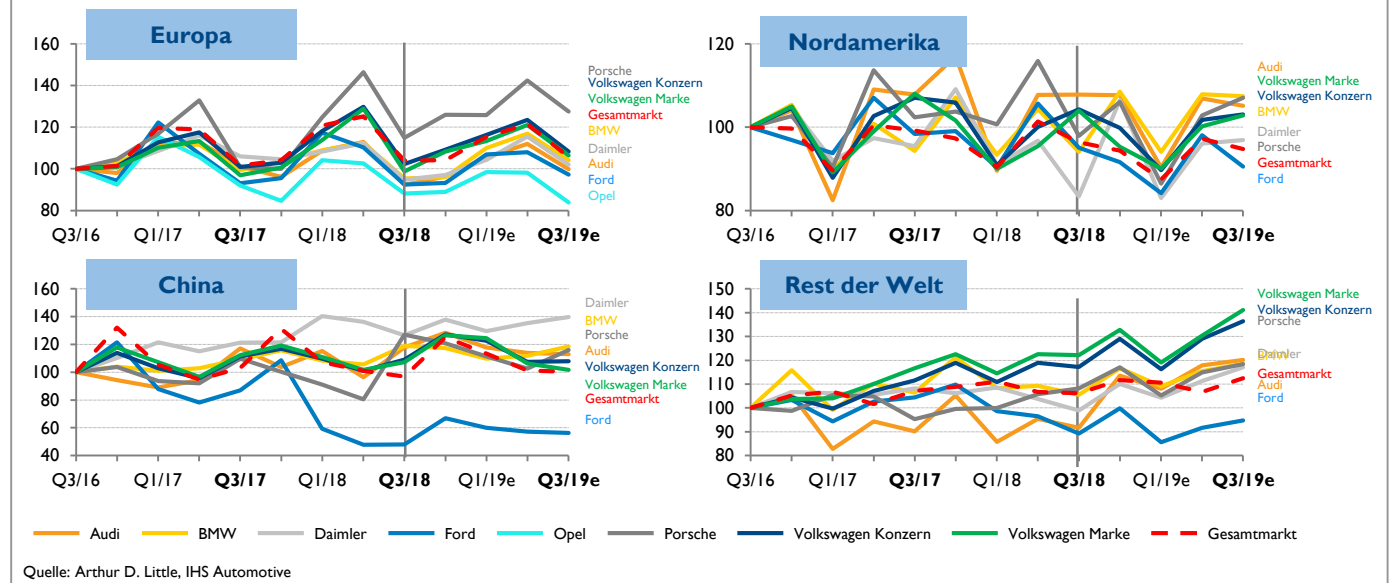 Europa
160
140
120
100
80
Q3/16
Q1/17
Q3/17
Q1/18
Q3/18
Q1/19e
Q3/19e
Porsche
Volkswagen Konzern
Volkswagen Marke
Gesamtmarkt
BMW
Daimler
Audi
Ford
Opel
Nordamerika
120
100
80
Q3/16
Q1/17
Q3/17
Q1/18
Q3/18
Q1/19e
Q3/19e
Audi
Volkswagen Marke
Volkswagen Konzern
BMW
Daimler
Porsche
Gesamtmarkt
Ford
China
160
140
120
100
80
60
40
Q3/16
Q1/17
Q3/17
Q1/18
Q3/18
Q1/19e
Q3/19e
Daimler
BMW
Porsche
Audi
Volkswagen Konzern
Volkswagen Marke
Gesamtmarkt
Ford
Rest der Welt
150
140
130
120
110
100
90
80
Q3/16
Q1/17
Q3/17
Q1/18
Q3/18
Q1/19e
Q3/19e
Volkswagen Marke
Volkswagen Konzern
Porsche
Daimler
BMW
Gesamtmarkt
Audi
Ford
Audi BMW Daimler Ford Opel Porsche Volkswagen Konzern Volkswagen Marke Gesamtmarkt
Quelle: Arthur D. Little, IHS Automotive